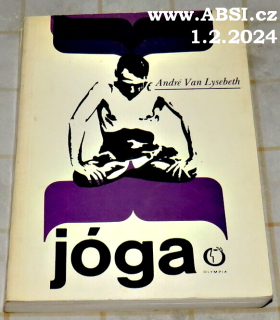 www.ABSI.cz
1.2.2024
André Van Lysebeth
jóga
OLYMPIA